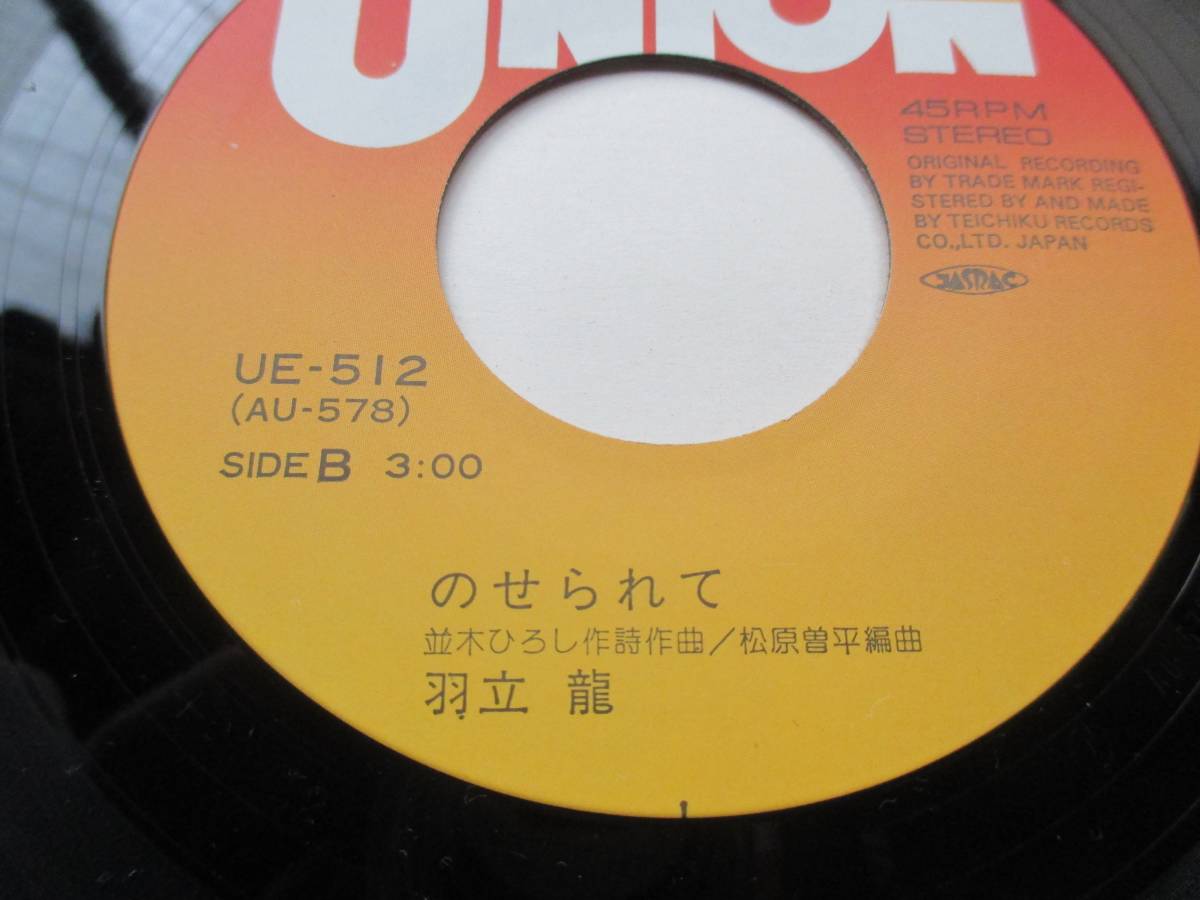 UNION
45RPM
STEREO
ORIGINAL RECORDING
BY TRADE MARK REGI-
STERED BY AND MADE
BY TEICHIKU RECORDS
CO.,LTD. JAPAN
JASRAC
UE-512
(AU-578)
SIDE B 3:00
のせられて
並木ひろし作詩作曲/松原曽平編曲
羽立 龍